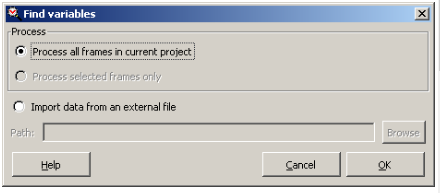 Find variables
Process
Process all frames in current project
Process selected frames only
Import data from an external file
Path: Browse
Help Cancel OK